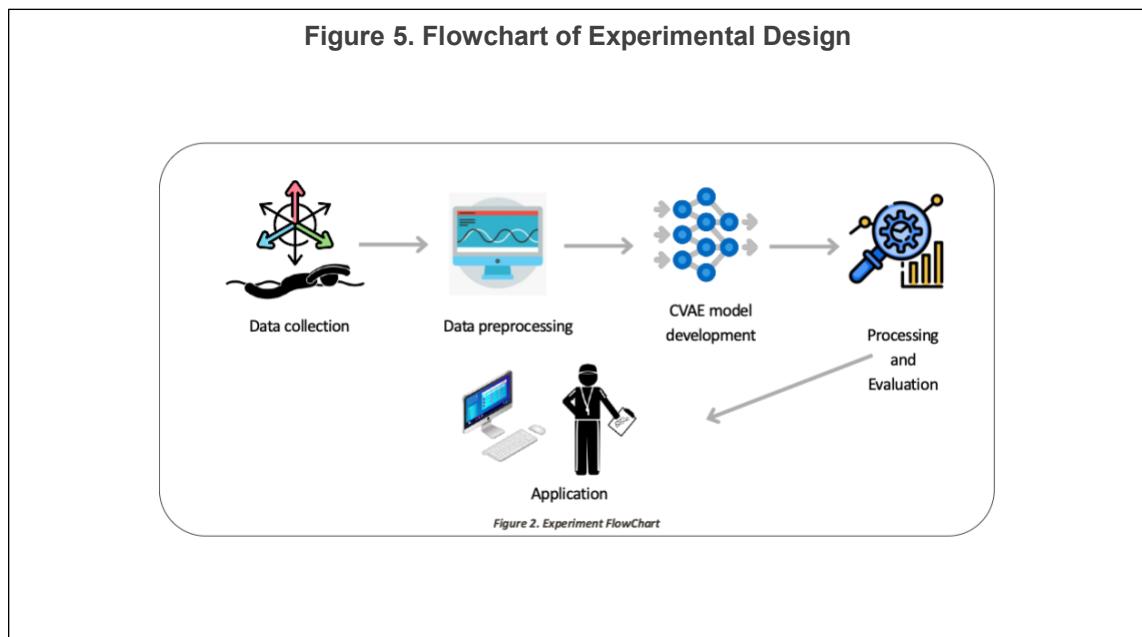 Figure 5. Flowchart of Experimental Design
Data collection
Data preprocessing
CVAE model
development
Processing
and
Evaluation
Application
Figure 2. Experiment FlowChart